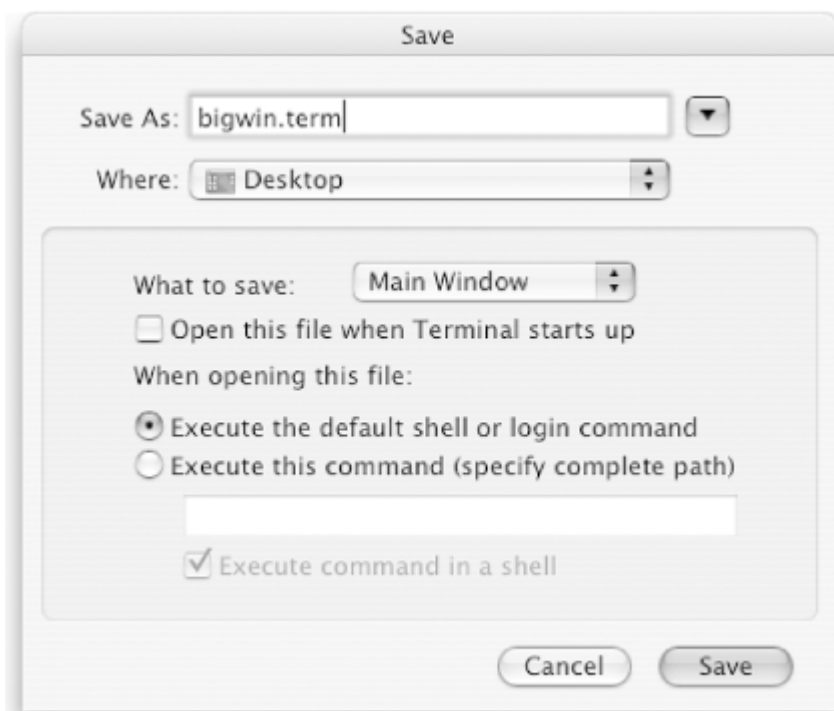 Save
Save As: bigwin.term
Where: Desktop
What to save: Main Window
Open this file when Terminal starts up
When opening this file:
Execute the default shell or login command
Execute this command (specify complete path)
Execute command in a shell
Cancel Save